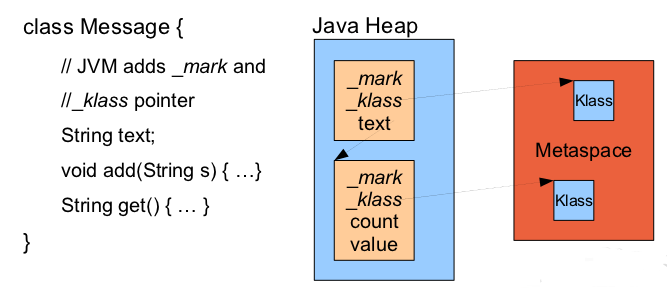 class Message {
// JVM adds _mark and
//_klass pointer
String text;
void add(String s) { …}
String get() { … }
}
Java Heap
_mark
_klass
text
_mark
_klass
count
value
Klass
Metaspace
Klass